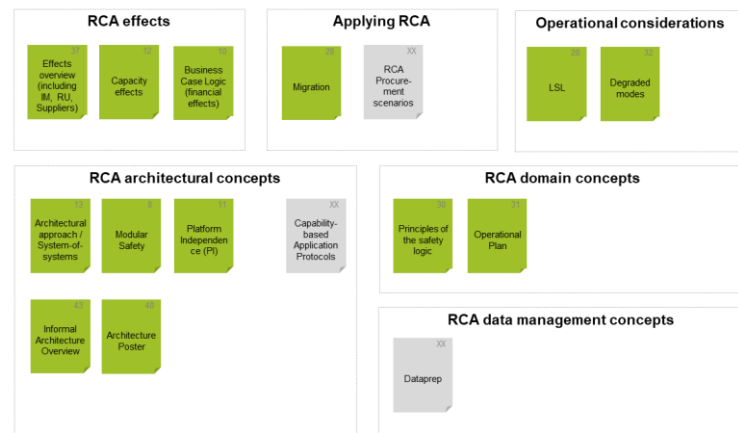 RCA effects
37
Effects
overview
(including
IM, RU,
Suppliers)
12
Capacity
effects
10
Business
Case Logic
(financial
effects)
Applying RCA
Migration
XX
RCA
Procure-
ment
scenarios
Operational considerations
LSL
32
Degraded
modes
RCA architectural concepts
13
Architectural
approach /
System-of-
systems
Modular
Safety
11
Platform
Independen
ce (PI)
XX
Capability-
based
Application
Protocols
43
Informal
Architecture
Overview
48
Architecture
Poster
RCA domain concepts
30
Principles of
the safety
logic
31
Operational
Plan
RCA data management concepts
XX
Dataprep